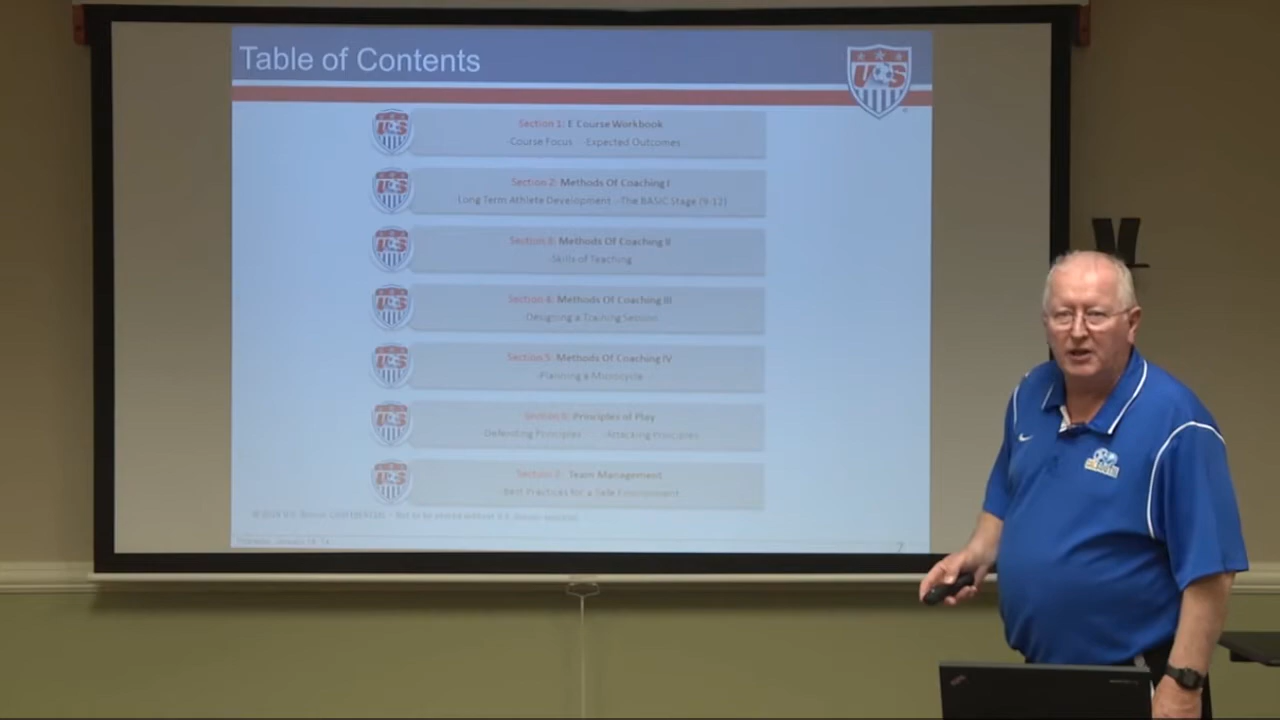 Table of Contents
US
Section 1: E Course Workbook
-Course Focus -Expected Outcomes
Section 2: Methods Of Coaching I
Long Term Athlete Development - The BASIC Stage (9-12)
Section 3: Methods Of Coaching II
-Skills of Teaching
Section 4: Methods Of Coaching III
-Designing a Training Session
Section 5: Methods Of Coaching IV
-Planning a Microcycle
Section 6: Principles of Play
-Defending Principles -Attacking Principles
Section 7: Team Management
-Best Practices for a Safe Environment
7